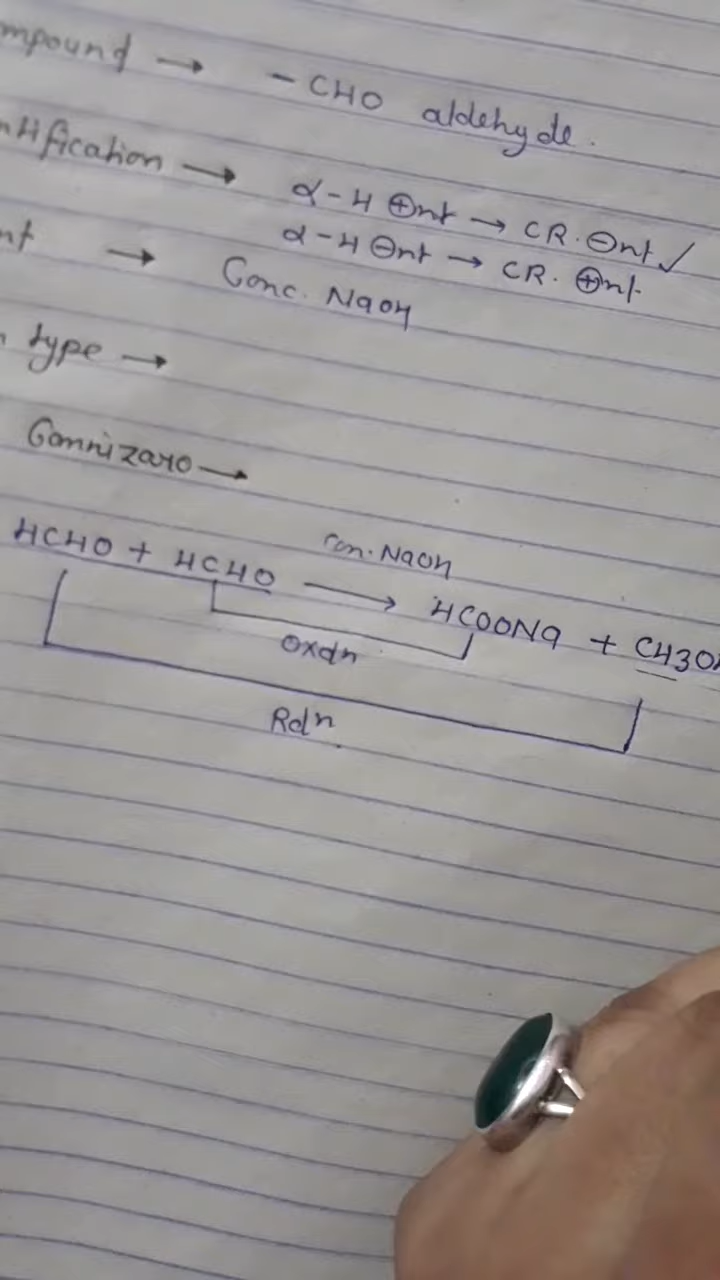 mpound → - CHO aldehyde.
ntification → α-H ⊕nt → CR. ⊖nt ✓
α-H ⊖nt → CR. ⊕nt.
nt → Conc. NaOH
n type →
Cannizaro →
con. NaOH
HCHO + HCHO → HCOONa + CH3O
oxdn
Rdn.